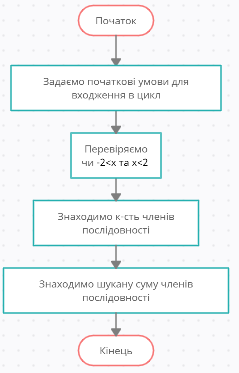 Початок
Задаємо початкові умови для
входження в цикл
Перевіряємо
чи -2<x та x<2
Знаходимо к-сть членів
послідовності
Знаходимо шукану суму членів
послідовності
Кінець